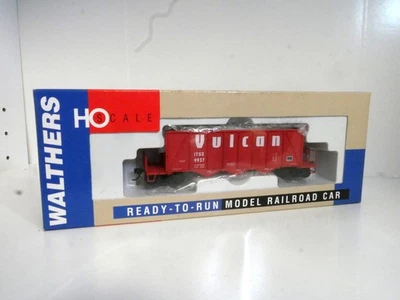 WALTHERS
HO SCALE
Vulcan
READY-TO-RUN MODEL RAILROAD CAR